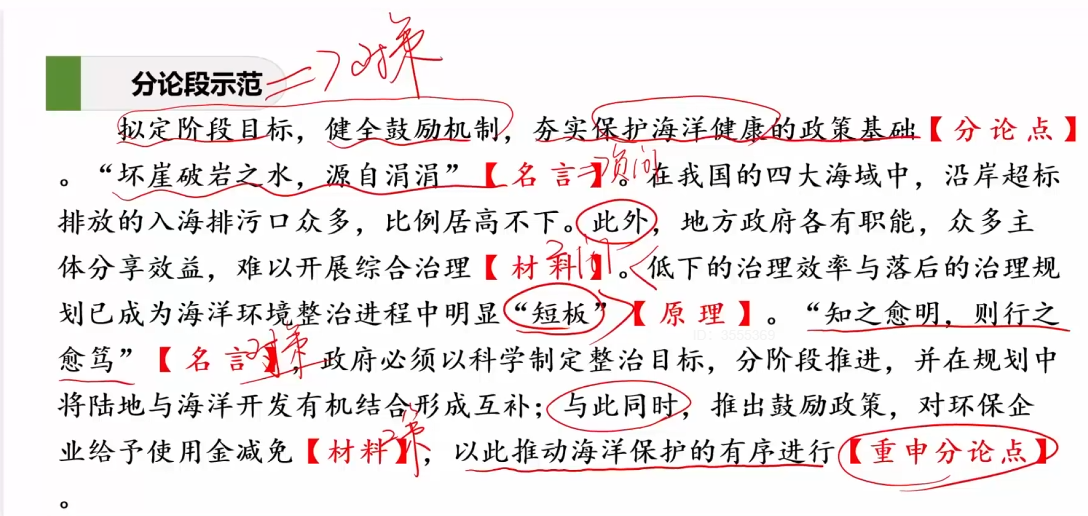 分论段示范 => 对策
拟定阶段目标，健全鼓励机制，夯实保护海洋健康的政策基础【分论点】
。“坏崖破岩之水，源自涓涓”【名言】。在我国的四大海域中，沿岸超标
排放的入海排污口众多，比例居高不下。此外，地方政府各有职能，众多主
体分享效益，难以开展综合治理【材料】。低下的治理效率与落后的治理规
划已成为海洋环境整治进程中明显“短板”【原理】。“知之愈明，则行之
ID: 3558869
愈笃”【名言】，政府必须以科学制定整治目标，分阶段推进，并在规划中
对策
将陆地与海洋开发有机结合形成互补；与此同时，推出鼓励政策，对环保企
业给予使用金减免【材料】，以此推动海洋保护的有序进行【重申分论点】
。